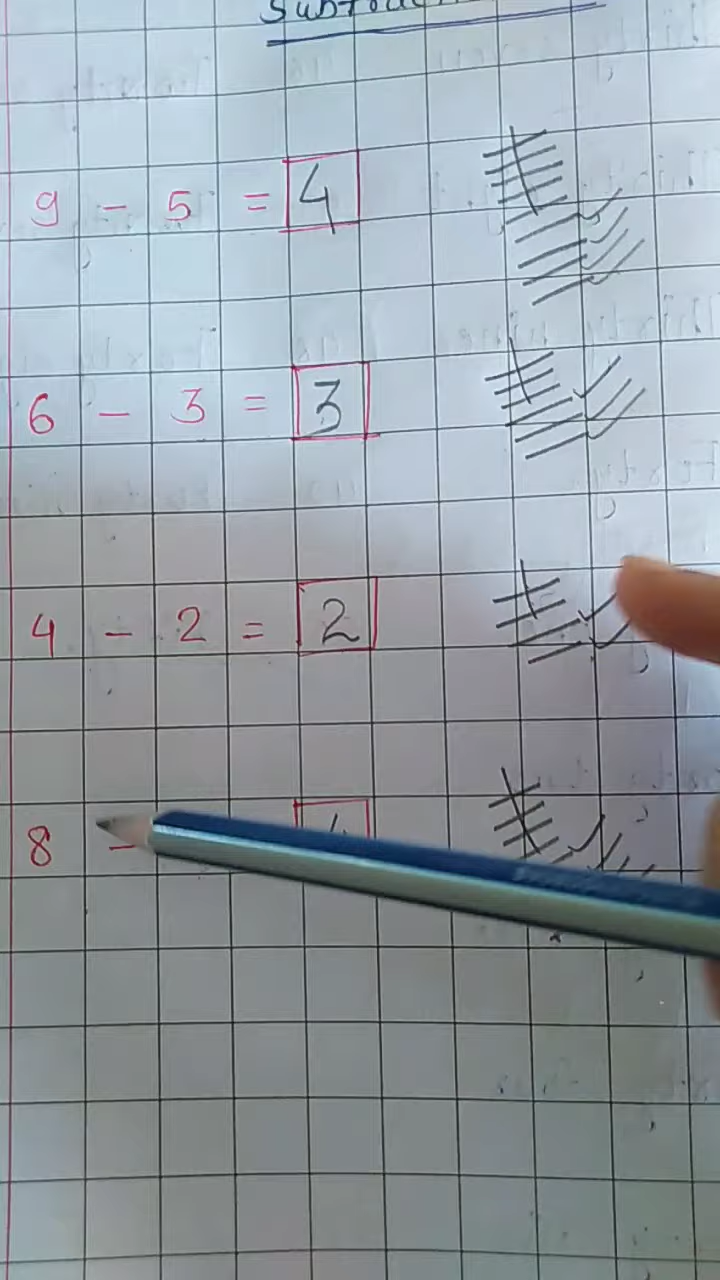 9 - 5 = 4
6 - 3 = 3
4 - 2 = 2
8 -